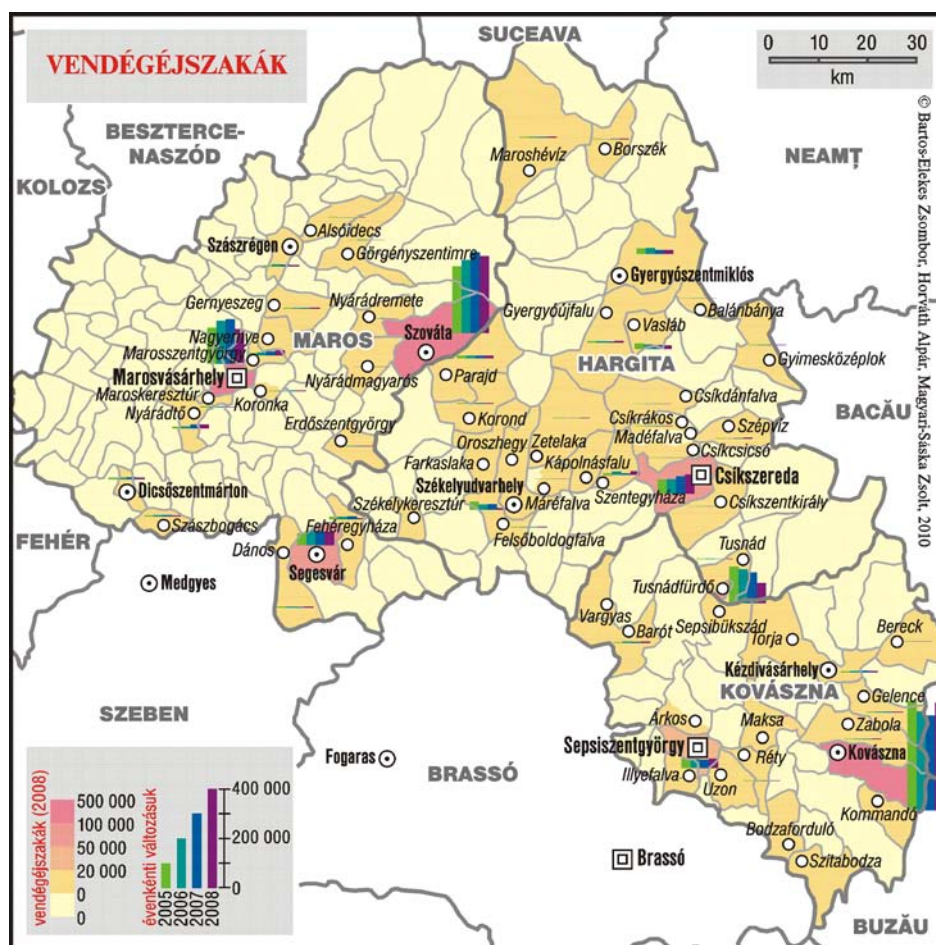 VENDÉGÉJSZAKÁK
SUCEAVA
0 10 20 30
km
BESZTERCE-
NASZÓD
KOLOZS
NEAMȚ
Maroshévíz
Borszék
Alsóidecs
Szászrégen
Görgényszentimre
Gyergyószentmiklós
Gernyeszeg
Nyárádremete
Gyergyóújfalu
Balánbánya
Nagyernye
MAROS
Szováta
Vasláb
Marosszentgyörgy
HARGITA
Gyimesközéplok
Marosvásárhely
Nyárádmagyarós
Parajd
Maroskeresztúr
Koronka
Csíkdánfalva
BACĂU
Nyárádtő
Korond
Csíkrákos
Szépvíz
Erdőszentgyörgy
Oroszhegy
Zetelaka
Madéfalva
Farkaslaka
Kápolnásfalu
Csíkcsicsó
Székelyudvarhely
Csíkszereda
Dicsőszentmárton
Máréfalva
Szentegyháza
Székelykeresztúr
Csíkszentkirály
Szászbogács
Fehéregyháza
Felsőboldogfalva
FEHÉR
Dános
Segesvár
Tusnád
Medgyes
Tusnádfürdő
Vargyas
Sepsibükszád
Barót
Torja
Bereck
Kézdivásárhely
KOVÁSZNA
Gelence
SZEBEN
Árkos
Maksa
Zabola
Sepsiszentgyörgy
Kovászna
Fogaras
BRASSÓ
Réty
Illyefalva
Uzon
Kommandó
Bodzaforduló
Brassó
Szitabodza
BUZĂU
vendégéjszakák (2008)
500 000
100 000
50 000
20 000
0
0
évenkénti változásuk
400 000
200 000
0
2005
2006
2007
2008
© Bartos-Elekes Zsombor, Horváth Alpár, Magyari-Sáska Zsolt, 2010